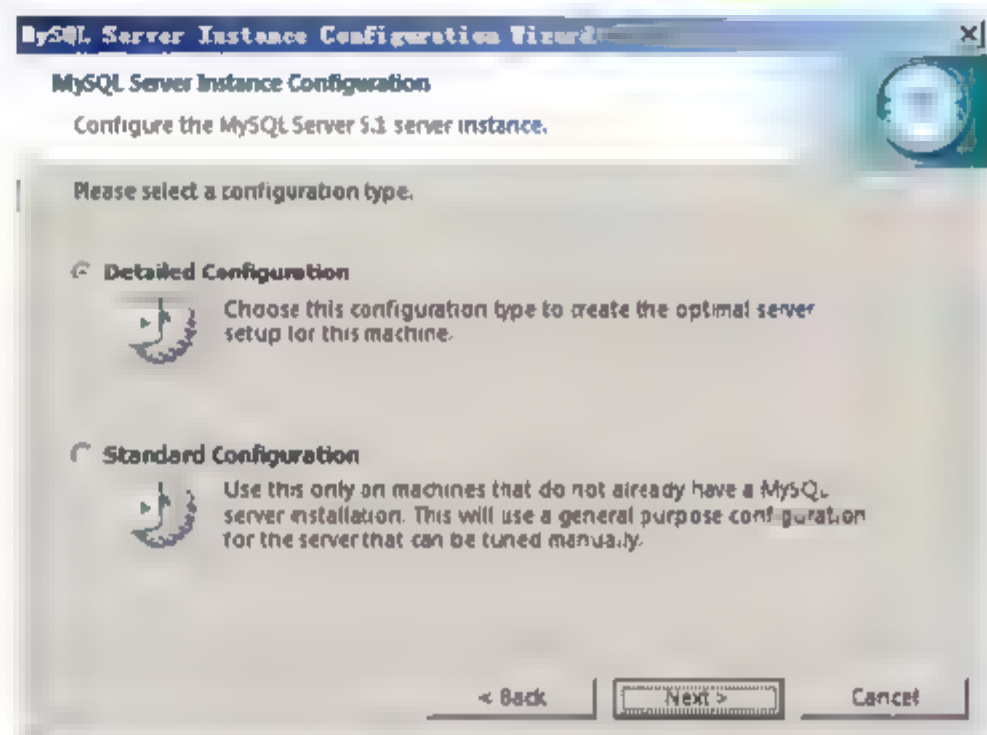 MySQL Server Instance Configuration Wizard
MySQL Server Instance Configuration
Configure the MySQL Server 5.1 server instance.
Please select a configuration type.
Detailed Configuration
Choose this configuration type to create the optimal server
setup for this machine.
Standard Configuration
Use this only on machines that do not already have a MySQL
server installation. This will use a general purpose configuration
for the server that can be tuned manually.
< Back
Next >
Cancel